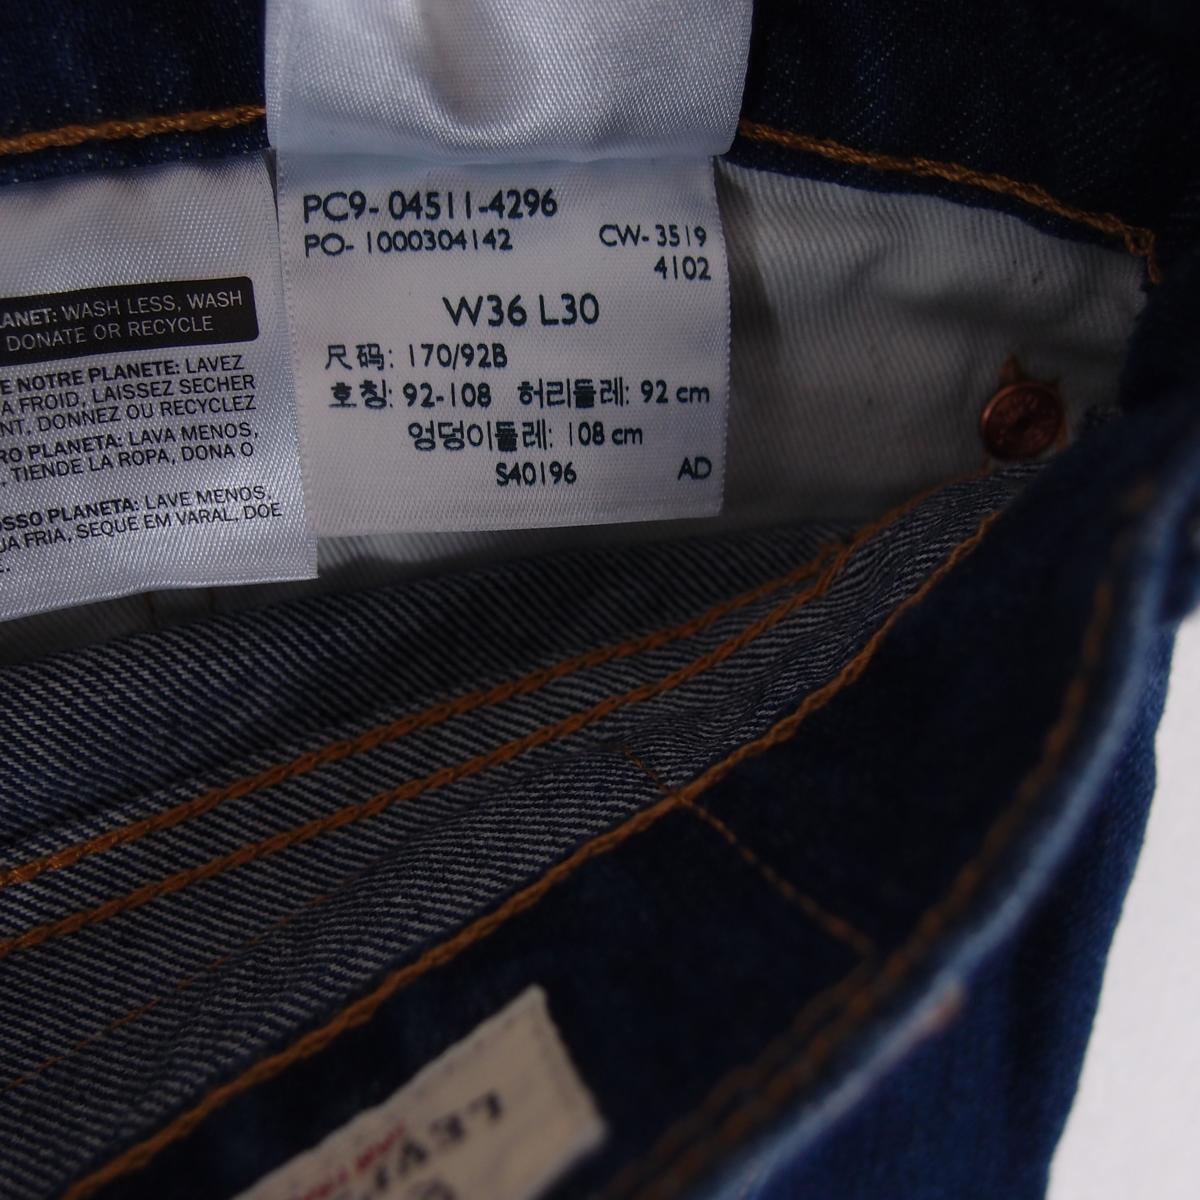 PC9- 04511-4296
PO- 1000304142 CW- 3519
4102
W36 L30
尺码: 170/92B
호칭: 92-108 허리둘레: 92 cm
엉덩이둘레: 108 cm
S40196 AD
ANET: WASH LESS, WASH
DONATE OR RECYCLE
E NOTRE PLANETE: LAVEZ
A FROID, LAISSEZ SECHER
NT, DONNEZ OU RECYCLEZ
RO PLANETA: LAVA MENOS,
, TIENDE LA ROPA, DONA O
OSSO PLANETA: LAVE MENOS,
UA FRIA, SEQUE EM VARAL, DOE
LEVI'S